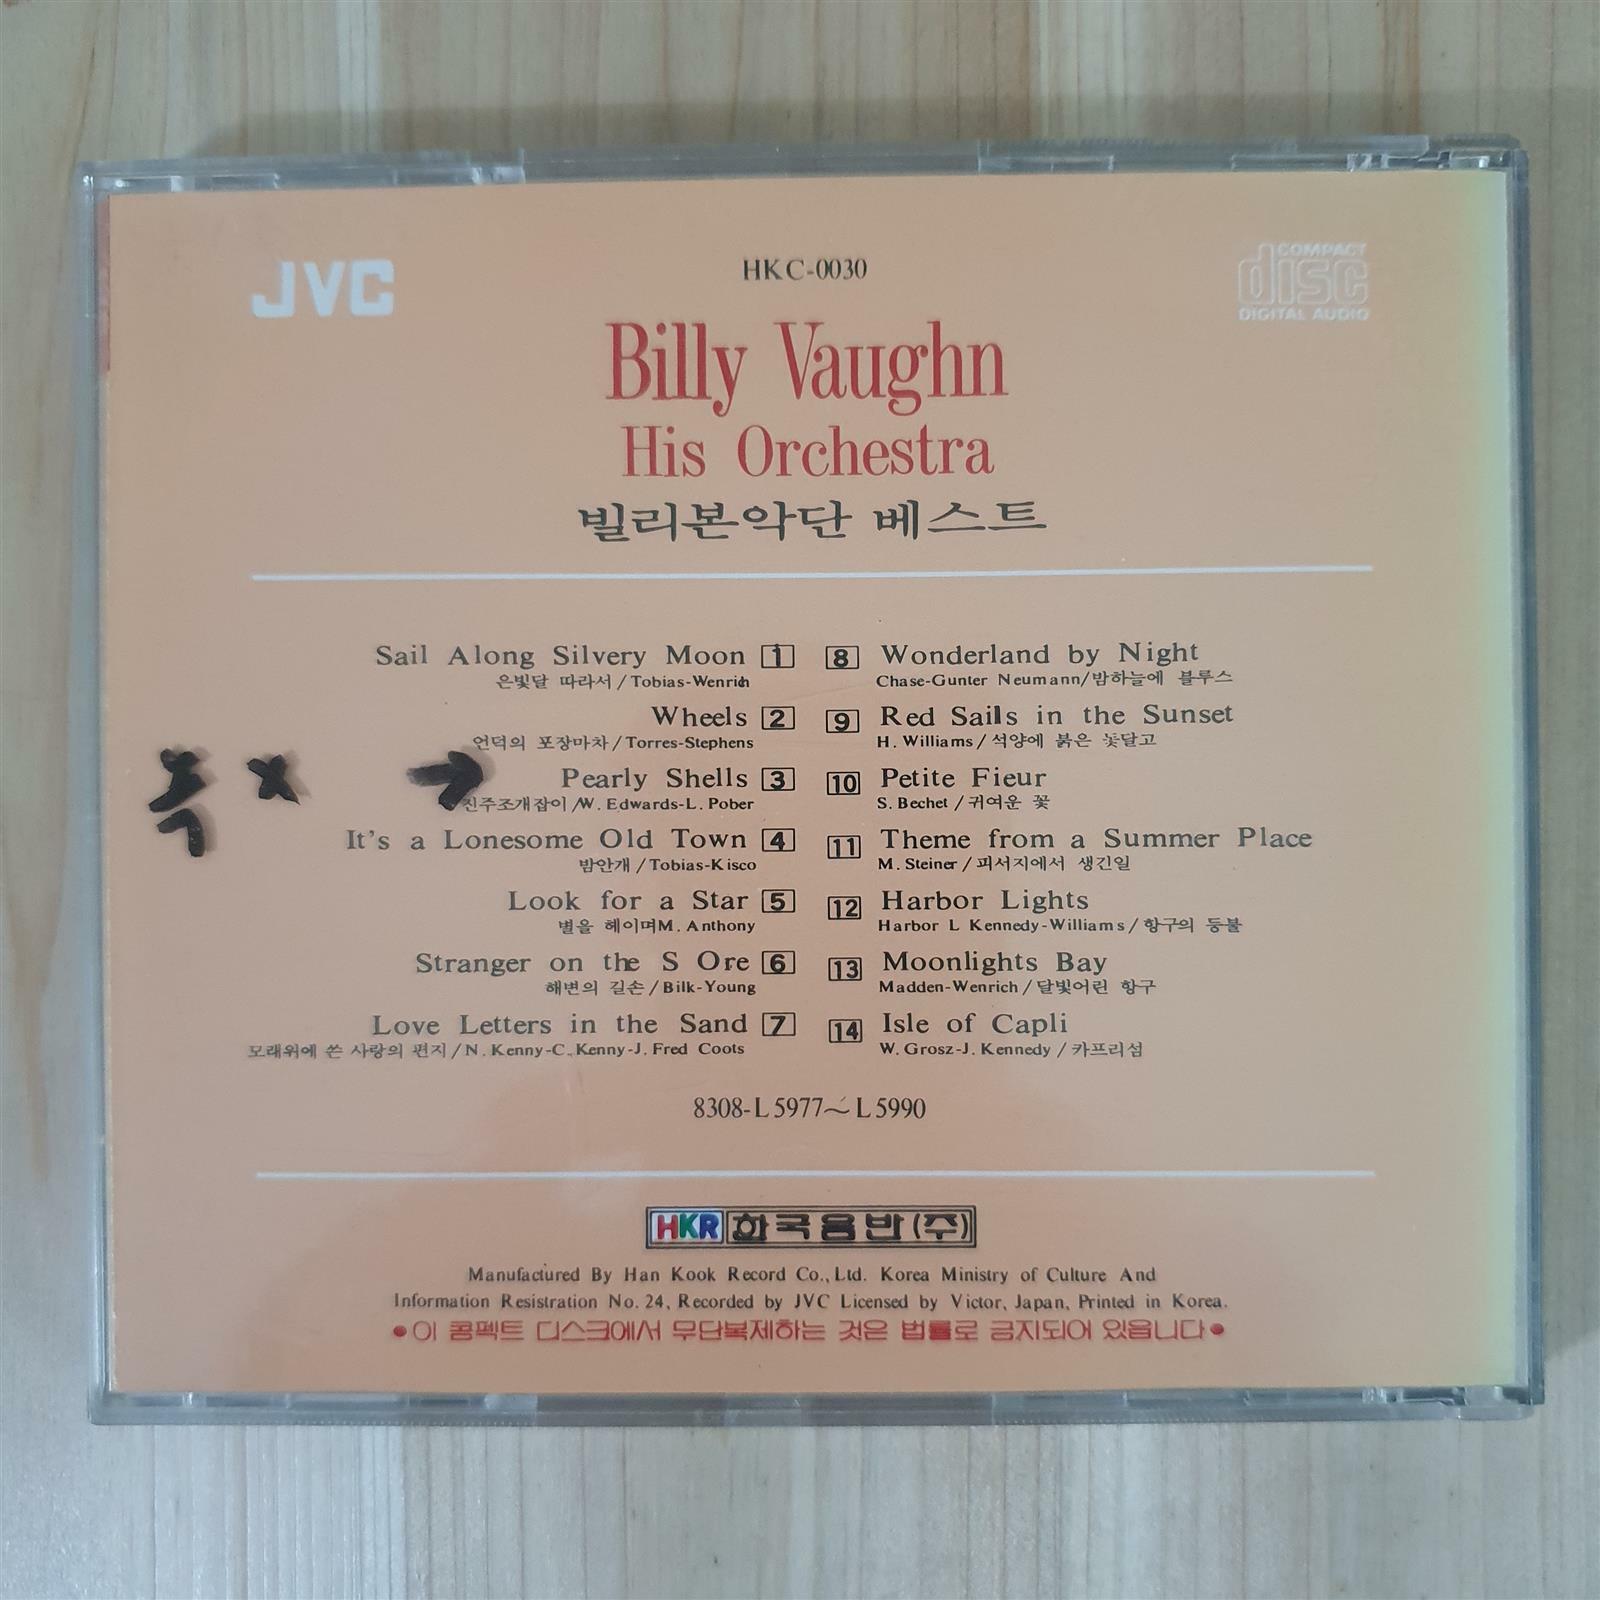 JVC
HKC-0030
COMPACT
disc
DIGITAL AUDIO
Billy Vaughn
His Orchestra
빌리본악단 베스트
Sail Along Silvery Moon 1
은빛달 따라서/Tobias-Wenrich
Wheels 2
언덕의 포장마차/Torres-Stephens
Pearly Shells 3
진주조개잡이/W. Edwards-L. Pober
It's a Lonesome Old Town 4
밤안개/Tobias-Kisco
Look for a Star 5
별을 헤이며M. Anthony
Stranger on the S Ore 6
해변의 길손/Bilk-Young
Love Letters in the Sand 7
모래위에 쓴 사랑의 편지/N. Kenny-C. Kenny-J. Fred Coots
8 Wonderland by Night
Chase-Gunter Neumann/밤하늘에 블루스
9 Red Sails in the Sunset
H. Williams/석양에 붉은 돛달고
10 Petite Fieur
S. Bechet/귀여운 꽃
11 Theme from a Summer Place
M. Steiner/피서지에서 생긴일
12 Harbor Lights
Harbor L Kennedy-Williams/항구의 등불
13 Moonlights Bay
Madden-Wenrich/달빛어린 항구
14 Isle of Capli
W. Grosz-J. Kennedy/카프리섬
녹 x →
8308-L5977~L5990
HKR 한국음반(주)
Manufactured By Han Kook Record Co., Ltd. Korea Ministry of Culture And
Information Resistration No. 24, Recorded by JVC Licensed by Victor, Japan, Printed in Korea.
●이 콤펙트 디스크에서 무단복제하는 것은 법률로 금지되어 있읍니다●